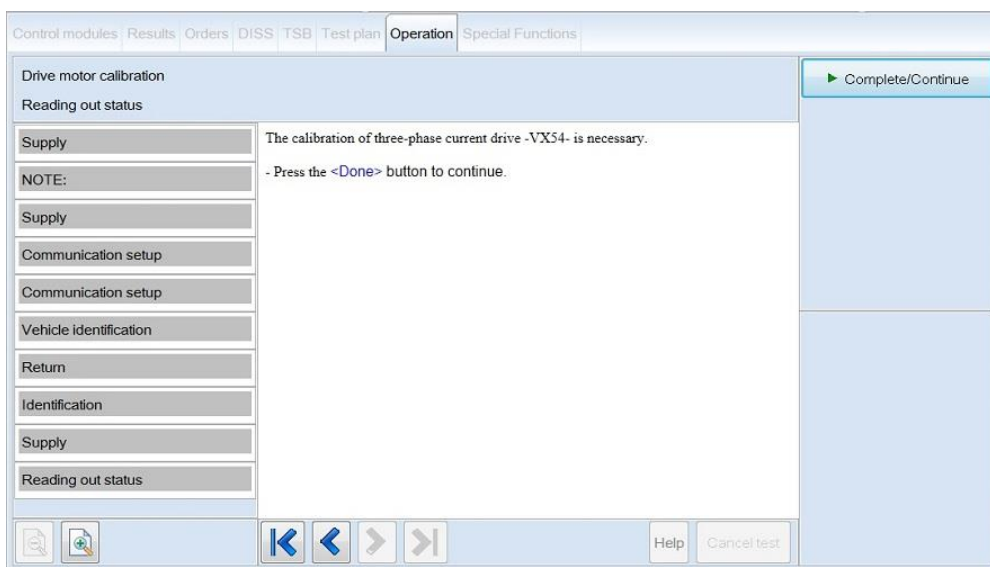 Control modules Results Orders DISS TSB Test plan Operation Special Functions
Drive motor calibration
Reading out status
Complete/Continue
Supply
NOTE:
Supply
Communication setup
Communication setup
Vehicle identification
Return
Identification
Supply
Reading out status
The calibration of three-phase current drive -VX54- is necessary.
- Press the <Done> button to continue.
Help
Cancel test